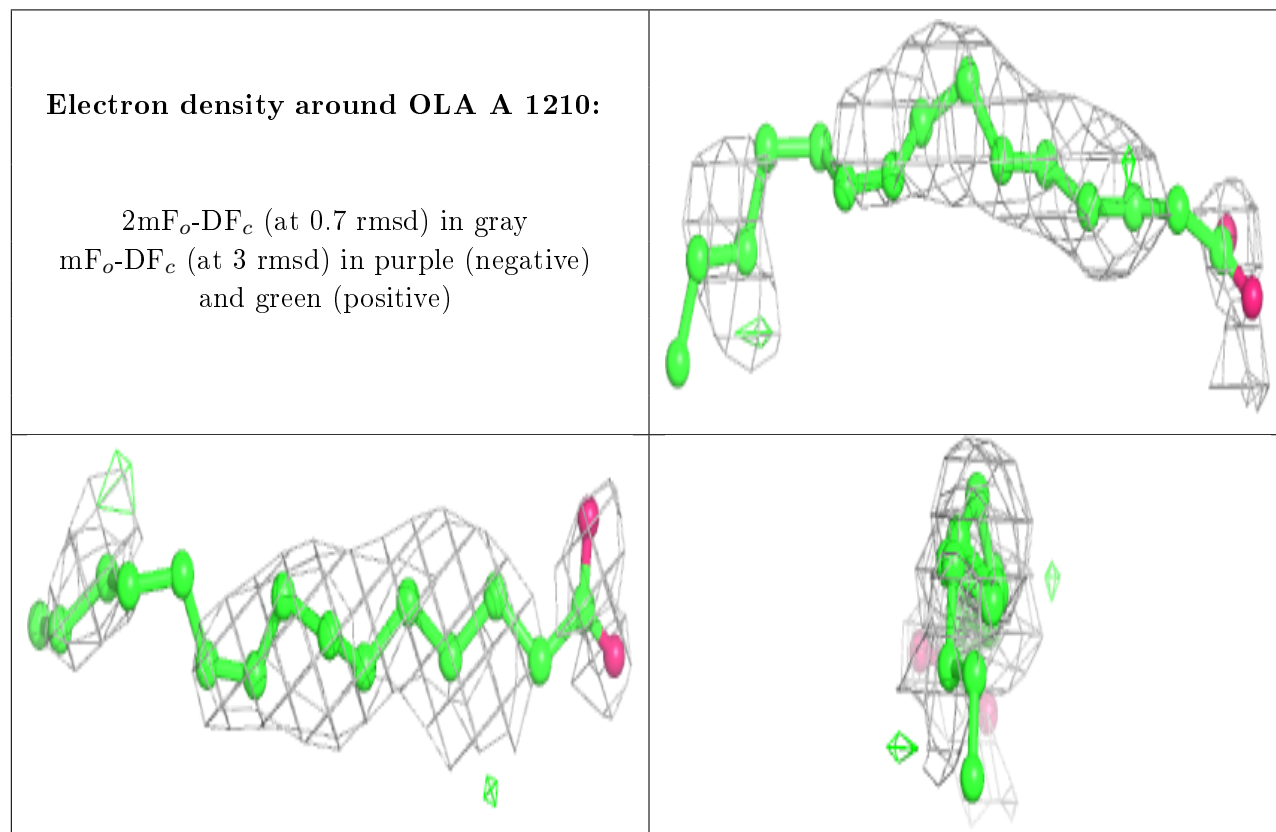 Electron density around OLA A 1210:
2mFo-DFc (at 0.7 rmsd) in gray
mFo-DFc (at 3 rmsd) in purple (negative)
and green (positive)